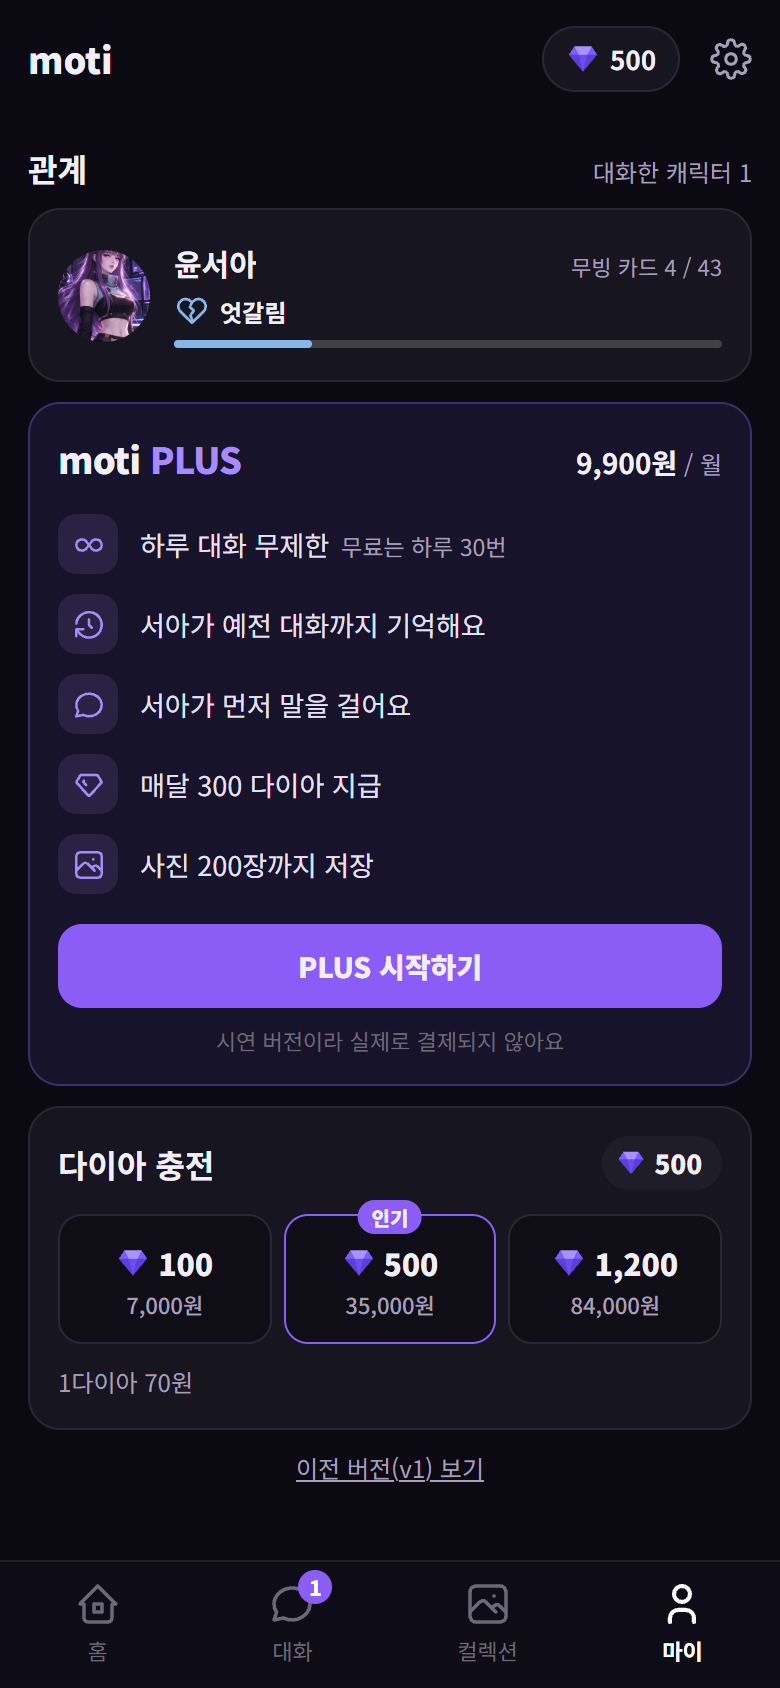 moti
500
관계
대화한 캐릭터 1
윤서아
무빙 카드 4 / 43
엇갈림
moti PLUS
9,900원 / 월
하루 대화 무제한 무료는 하루 30번
서아가 예전 대화까지 기억해요
서아가 먼저 말을 걸어요
매달 300 다이아 지급
사진 200장까지 저장
PLUS 시작하기
시연 버전이라 실제로 결제되지 않아요
다이아 충전
500
인기
100
7,000원
500
35,000원
1,200
84,000원
1다이아 70원
이전 버전(v1) 보기
1
홈
대화
컬렉션
마이